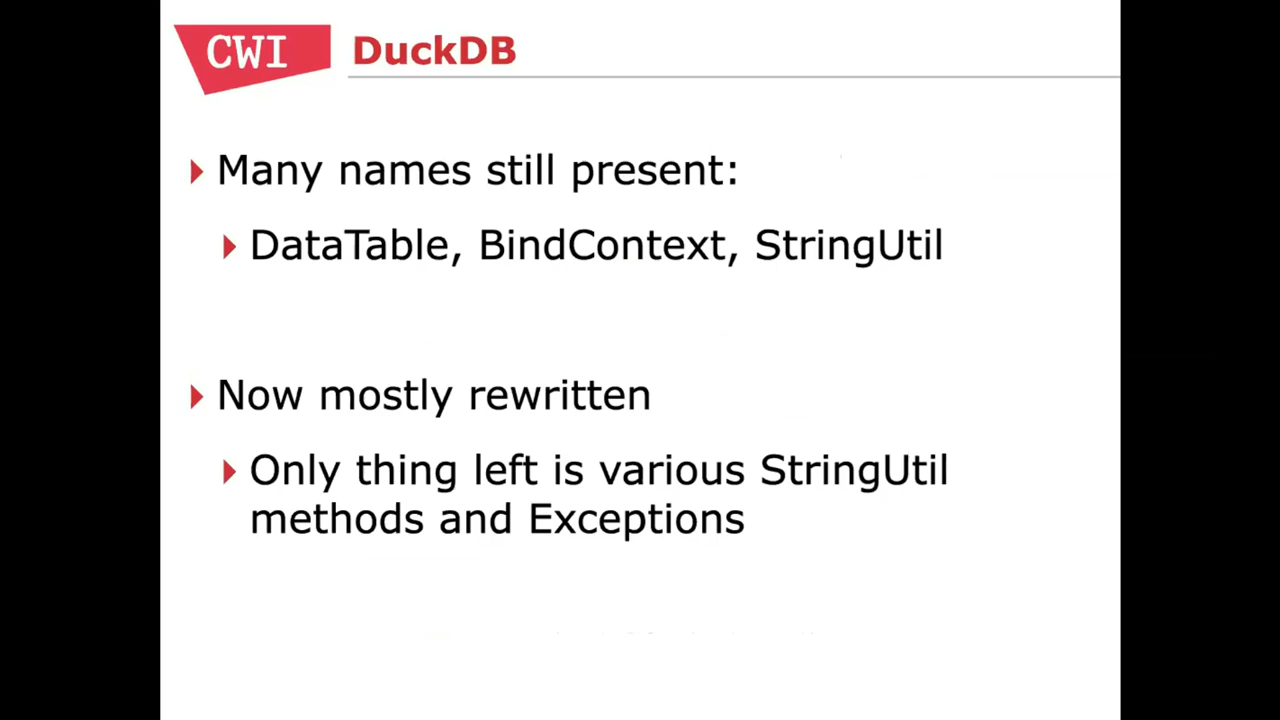 CWI
DuckDB
Many names still present:
DataTable, BindContext, StringUtil
Now mostly rewritten
Only thing left is various StringUtil
methods and Exceptions